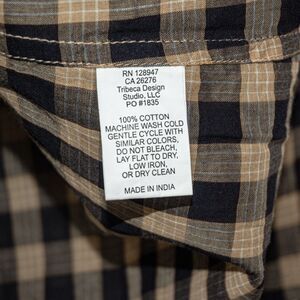 RN 128947
CA 26276
Tribeca Design
Studio, LLC
PO #1835
100% COTTON
MACHINE WASH COLD
GENTLE CYCLE WITH
SIMILAR COLORS,
DO NOT BLEACH,
LAY FLAT TO DRY,
LOW IRON,
OR DRY CLEAN
MADE IN INDIA